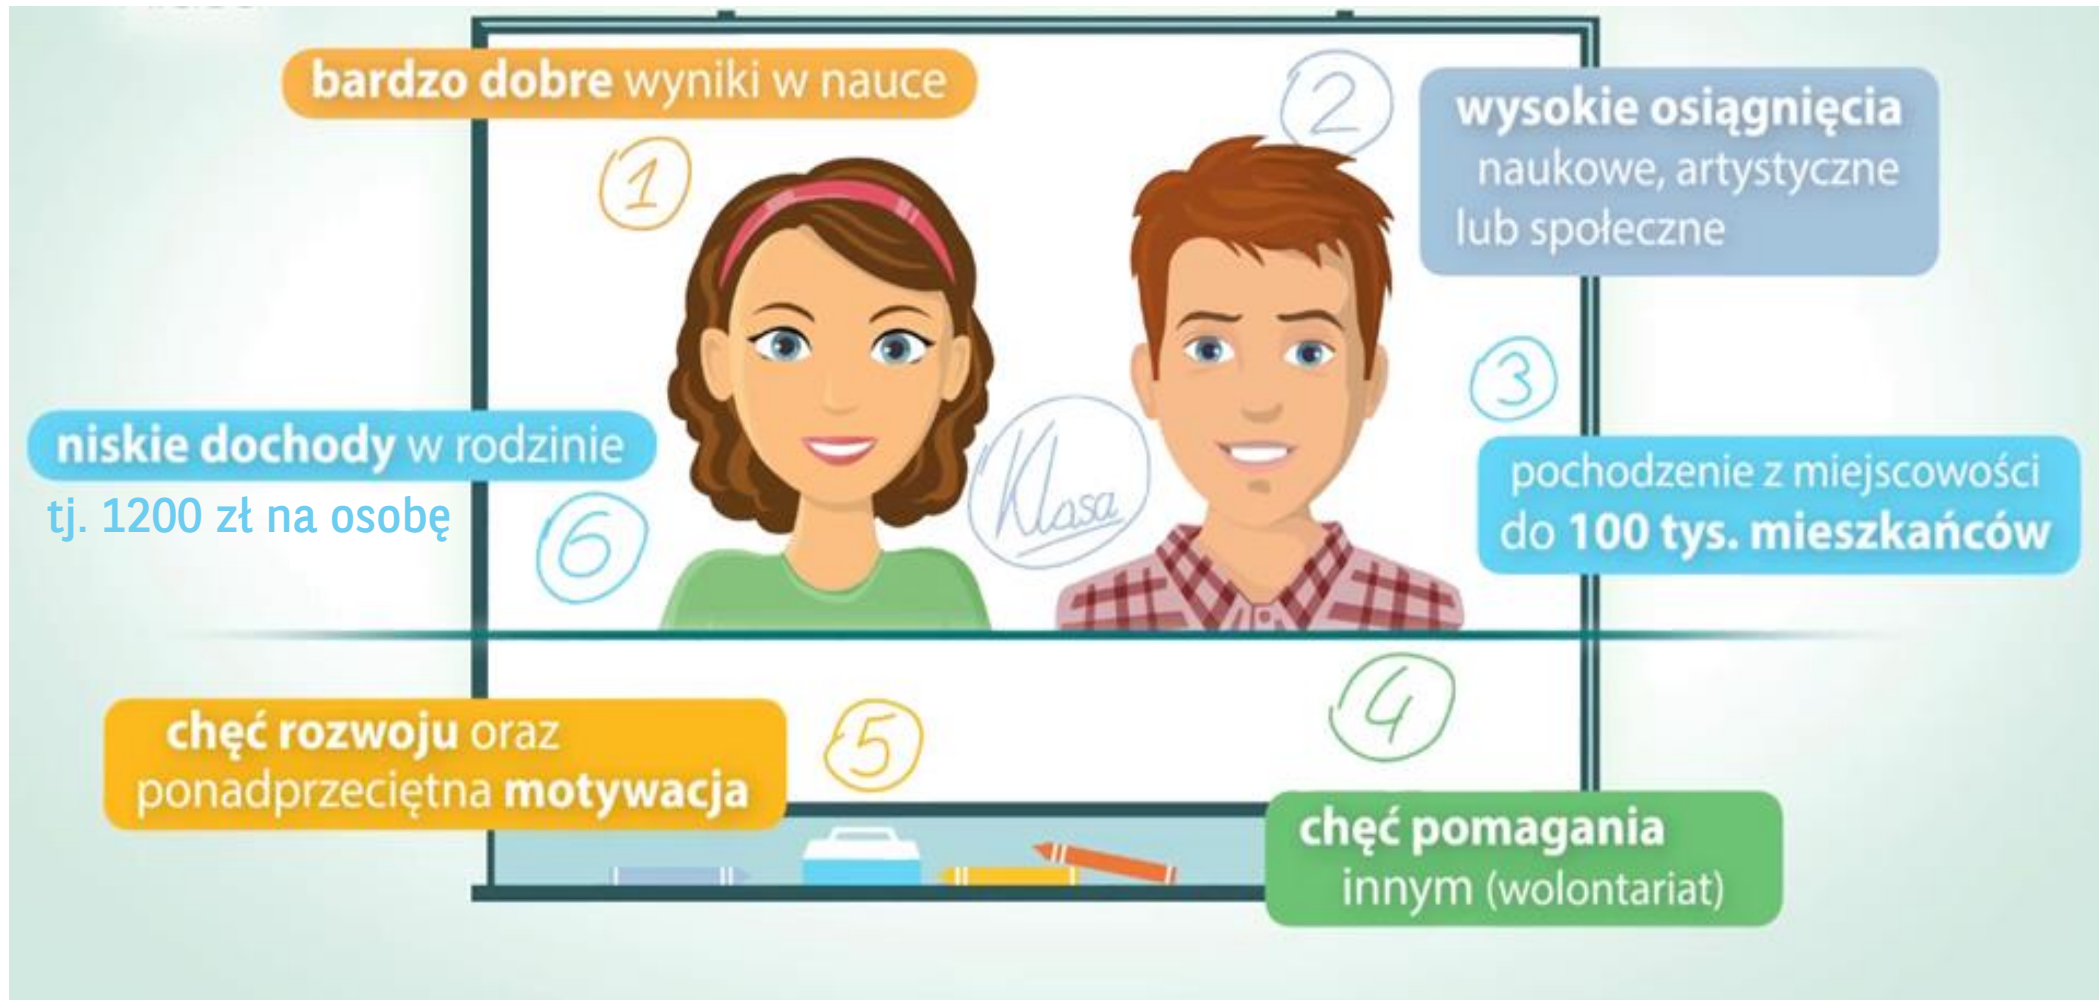 bardzo dobre wyniki w nauce
1
2
wysokie osiągnięcia
naukowe, artystyczne
lub społeczne
3
pochodzenie z miejscowości
do 100 tys. mieszkańców
niskie dochody w rodzinie
tj. 1200 zł na osobę
6
Klasa
chęć rozwoju oraz
ponadprzeciętna motywacja
5
4
chęć pomagania
innym (wolontariat)